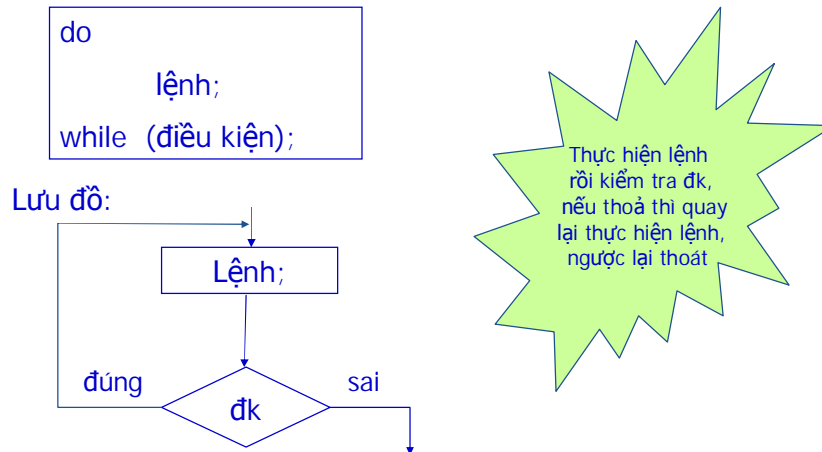 do
lệnh;
while (điều kiện);
Lưu đồ:
Lệnh;
đúng
đk
sai
Thực hiện lệnh
rồi kiểm tra đk,
nếu thoả thì quay
lại thực hiện lệnh,
ngược lại thoát